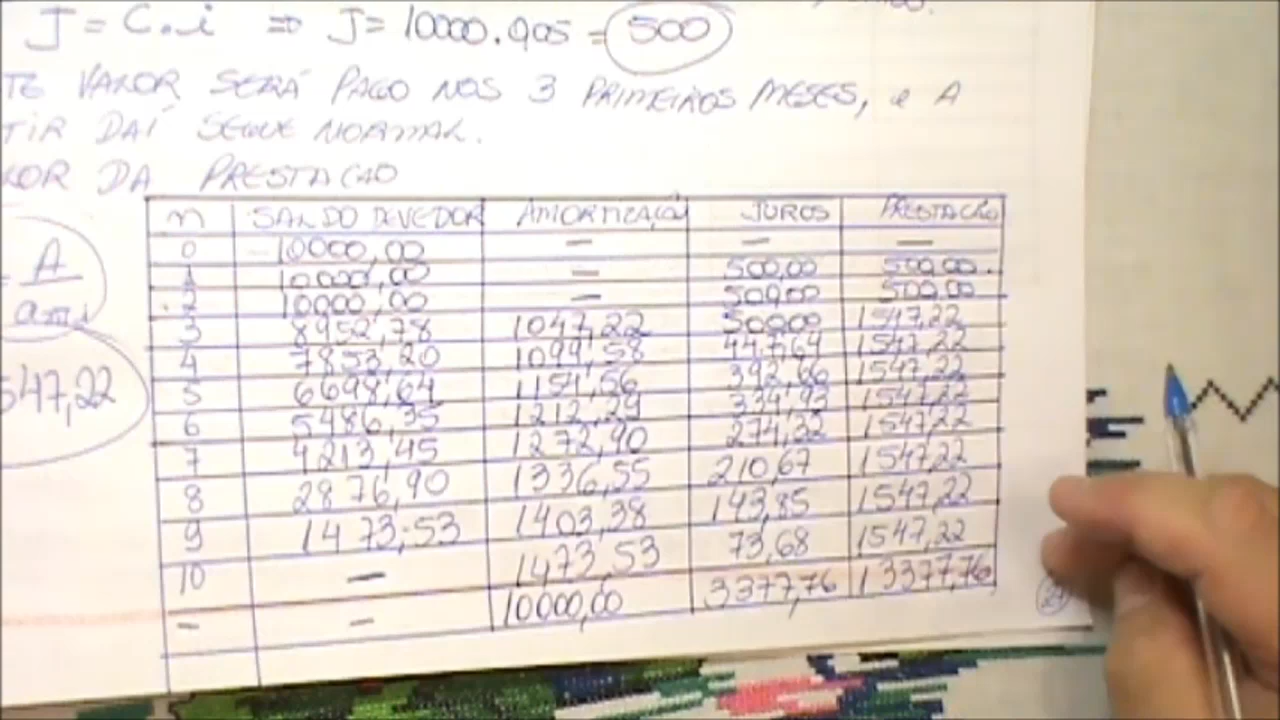 J = C.i ⇒ J = 10000.0,05 = 500
TE VALOR SERÁ PAGO NOS 3 PRIMEIROS MESES, e A
TIR DAÍ SEGUE NORMAL.
LOR DA PRESTACAO
= A
547,22
n SALDO DEVEDOR AMORTIZAÇÃO JUROS PRESTAÇÃO
0 10000,00 — — —
1 10000,00 — 500,00 500,00
2 10000,00 — 500,00 500,00
3 8952,78 1047,22 500,00 1547,22
4 7853,20 1099,58 447,64 1547,22
5 6698,64 1154,56 392,66 1547,22
6 5486,35 1212,29 334,93 1547,22
7 4213,45 1272,90 274,32 1547,22
8 2876,90 1336,55 210,67 1547,22
9 1473,53 1403,38 143,85 1547,22
10 — 1473,53 73,68 1547,22
— — 10000,00 3377,76 13377,76